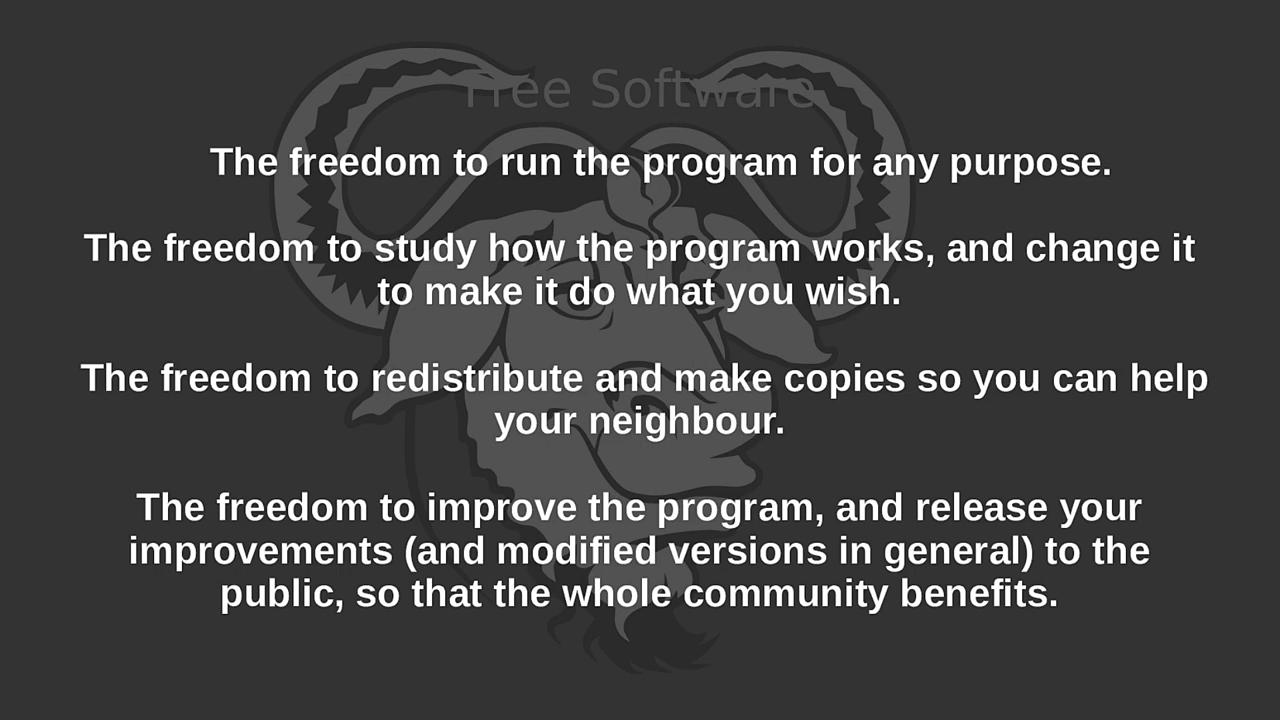 Free Software
The freedom to run the program for any purpose.
The freedom to study how the program works, and change it
to make it do what you wish.
The freedom to redistribute and make copies so you can help
your neighbour.
The freedom to improve the program, and release your
improvements (and modified versions in general) to the
public, so that the whole community benefits.